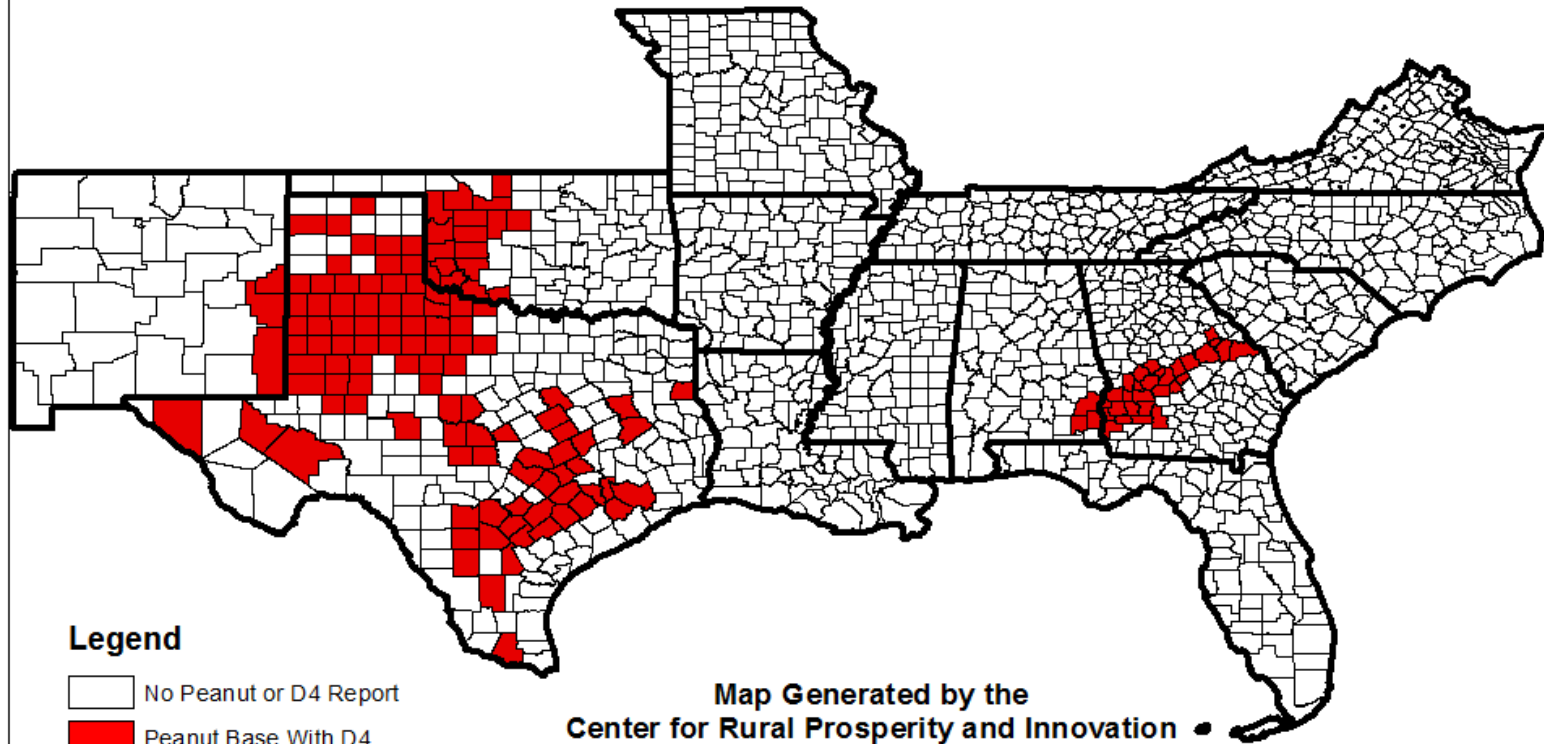 Legend
No Peanut or D4 Report
Peanut Base With D4
Map Generated by the
Center for Rural Prosperity and Innovation